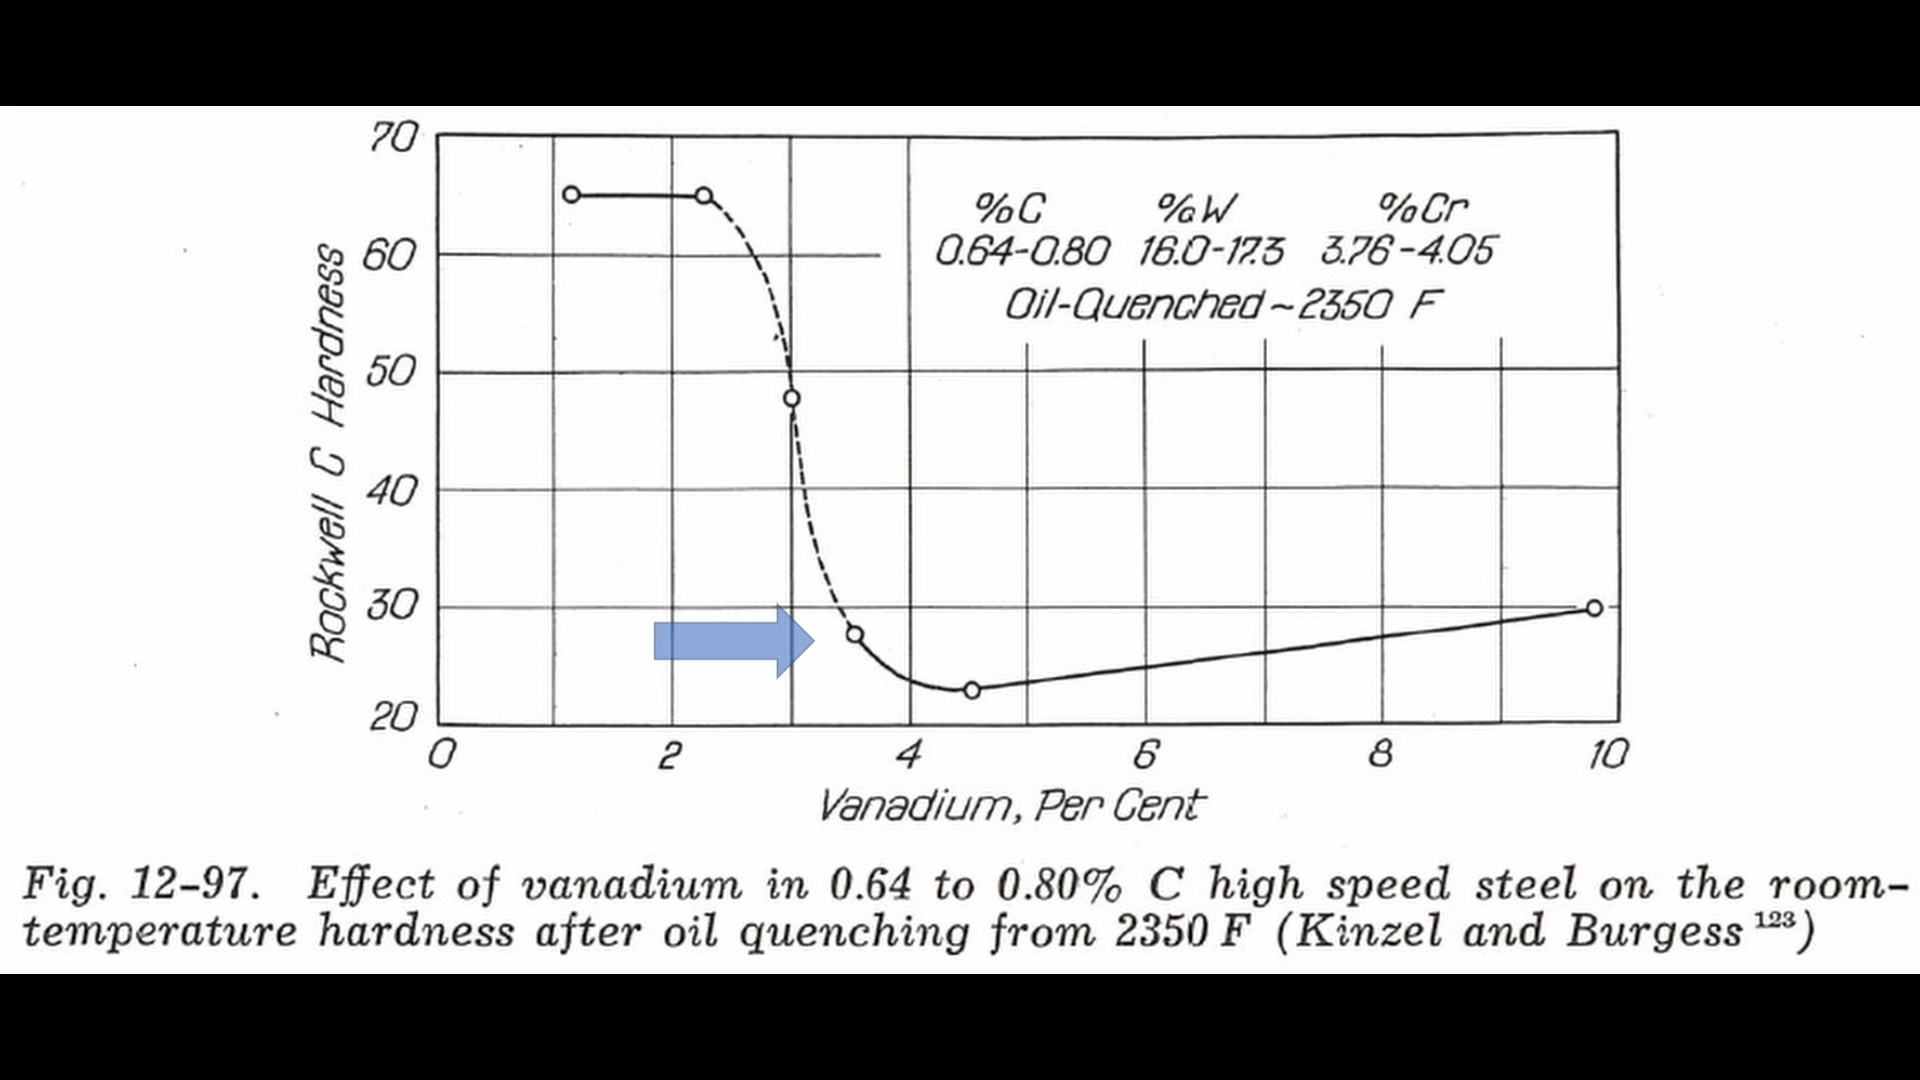 70
60
50
40
30
20
Rockwell C Hardness
%C %W %Cr
0.64-0.80 16.0-17.3 3.76-4.05
Oil-Quenched ~2350 F
0 2 4 6 8 10
Vanadium, Per Cent
Fig. 12-97. Effect of vanadium in 0.64 to 0.80% C high speed steel on the room-
temperature hardness after oil quenching from 2350 F (Kinzel and Burgess 123)